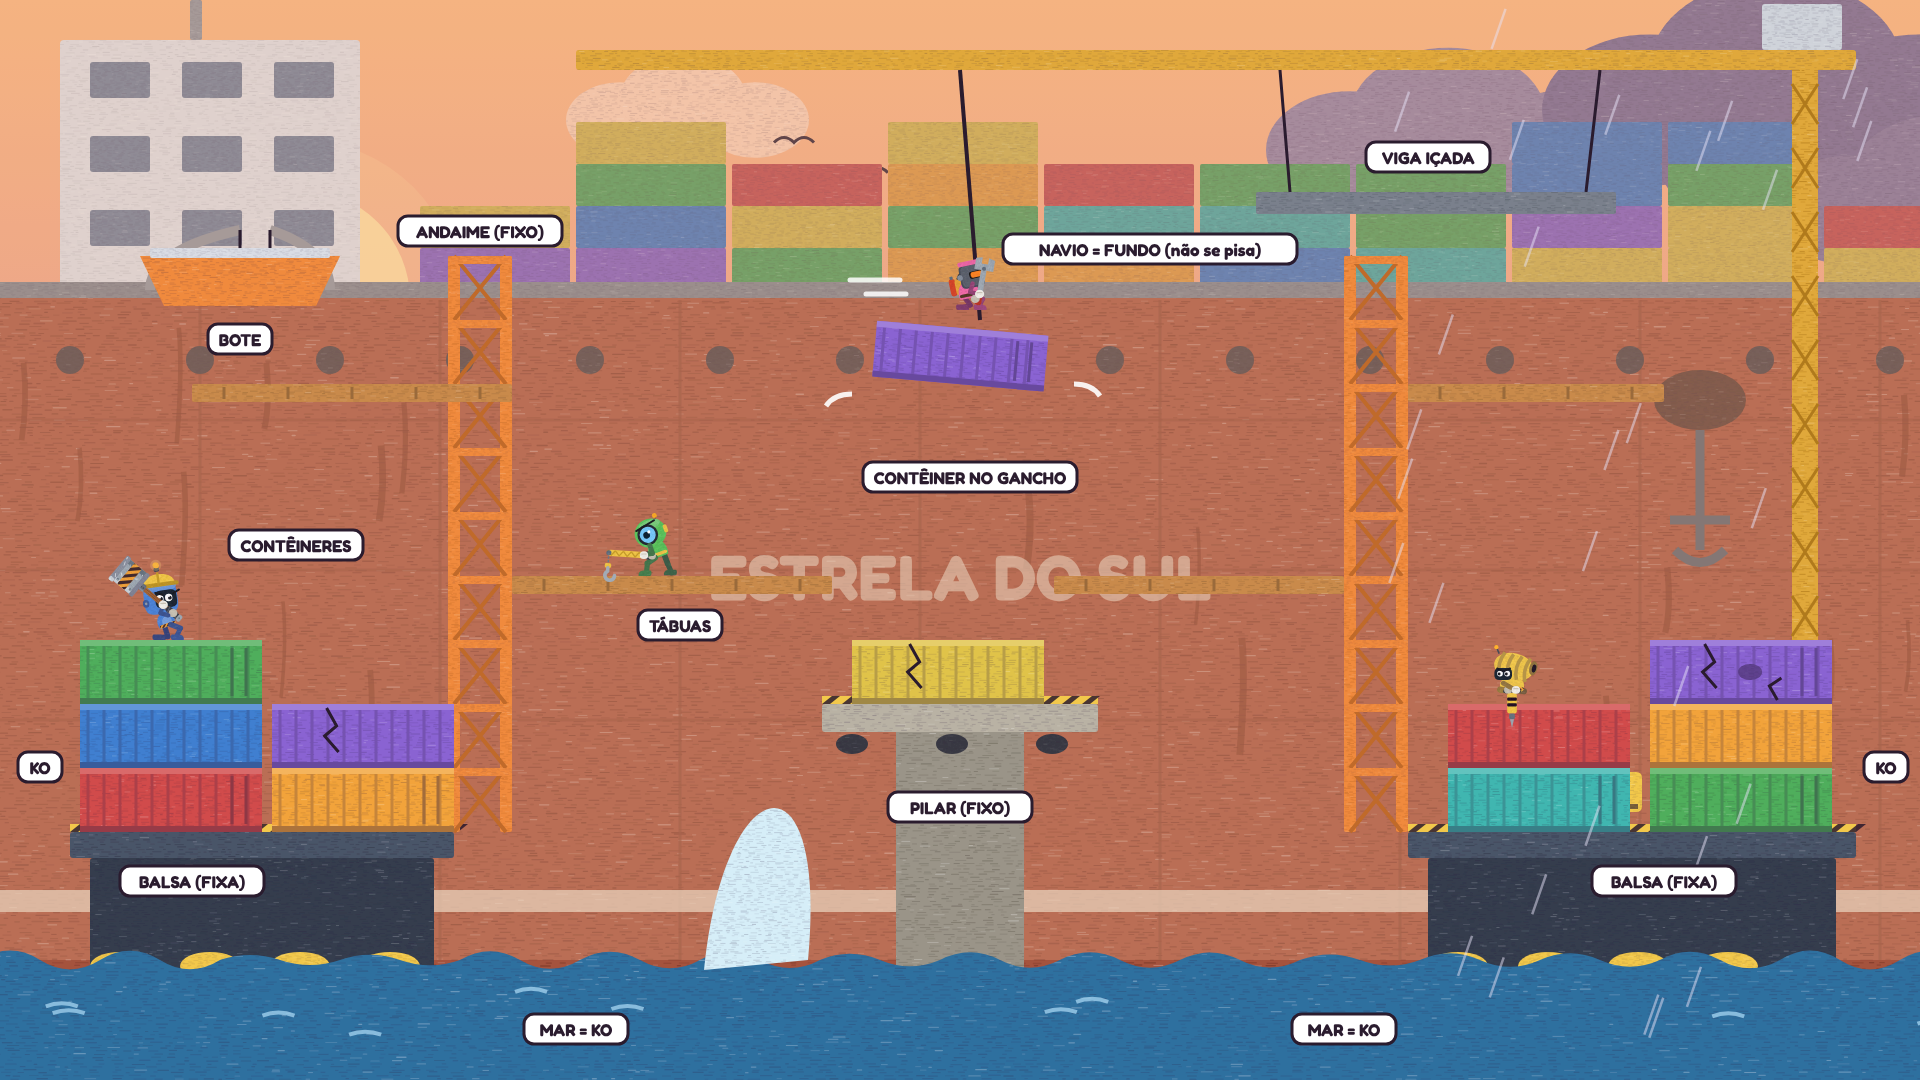 VIGA IÇADA
ANDAIME (FIXO)
NAVIO = FUNDO (não se pisa)
BOTE
CONTÊINER NO GANCHO
CONTÊINERES
ESTRELA DO SUL
TÁBUAS
KO
KO
PILAR (FIXO)
BALSA (FIXA)
BALSA (FIXA)
MAR = KO
MAR = KO